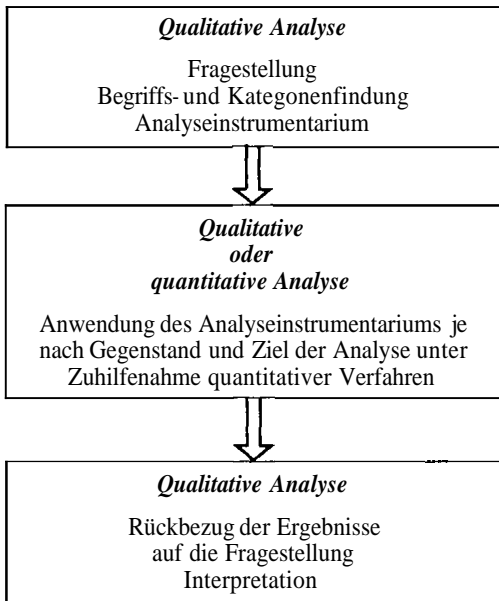 Qualitative Analyse
Fragestellung
Begriffs- und Kategonenfindung
Analyseinstrumentarium
Qualitative
oder
quantitative Analyse
Anwendung des Analyseinstrumentariums je
nach Gegenstand und Ziel der Analyse unter
Zuhilfenahme quantitativer Verfahren
Qualitative Analyse
Rückbezug der Ergebnisse
auf die Fragestellung
Interpretation